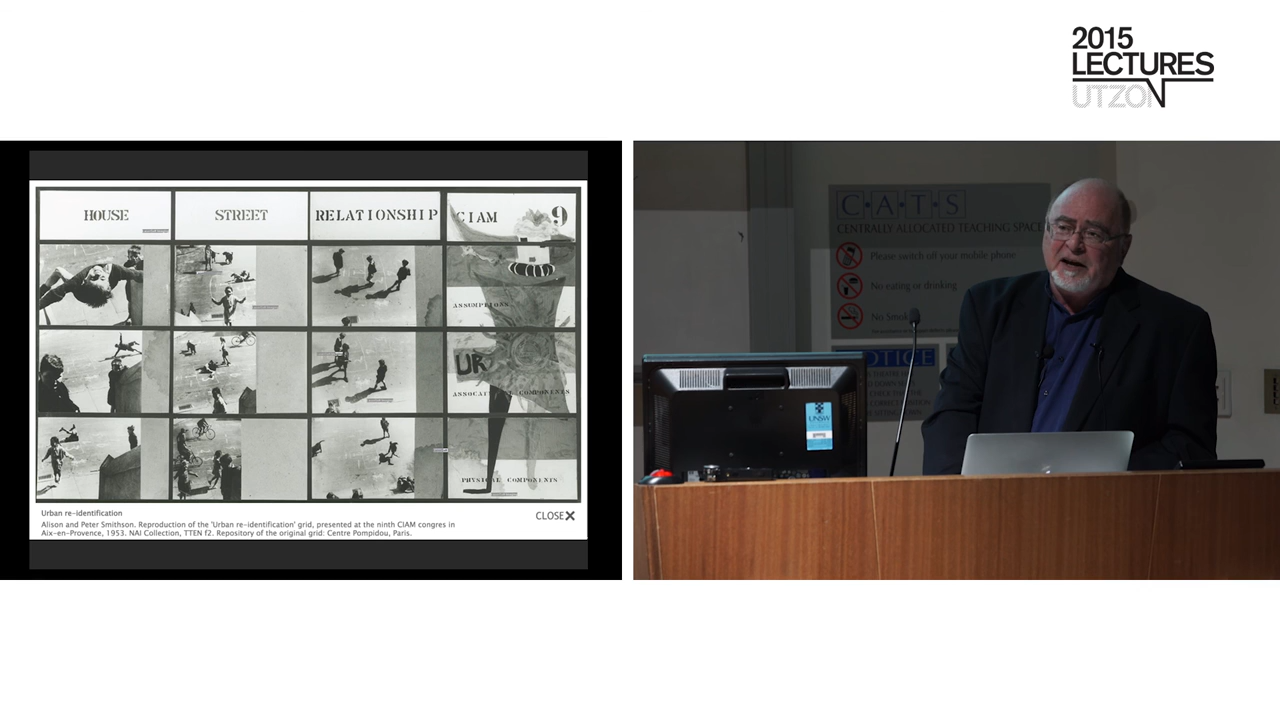 2015
LECTURES
UTZON
HOUSE
STREET
RELATIONSHIP
CIAM 9
ASSUMPTIONS
UR
PHYSICAL COMPONENTS
Urban re-identification
Alison and Peter Smithson. Reproduction of the 'Urban re-identification' grid, presented at the ninth CIAM congres in
Aix-en-Provence, 1953. NAI Collection, TTEN f2. Repository of the original grid: Centre Pompidou, Paris.
CLOSE X
C·A·T·S
CENTRALLY ALLOCATED TEACHING SPACE
Please switch off your mobile phone
No eating or drinking
No Smok
OTICE
UNSW